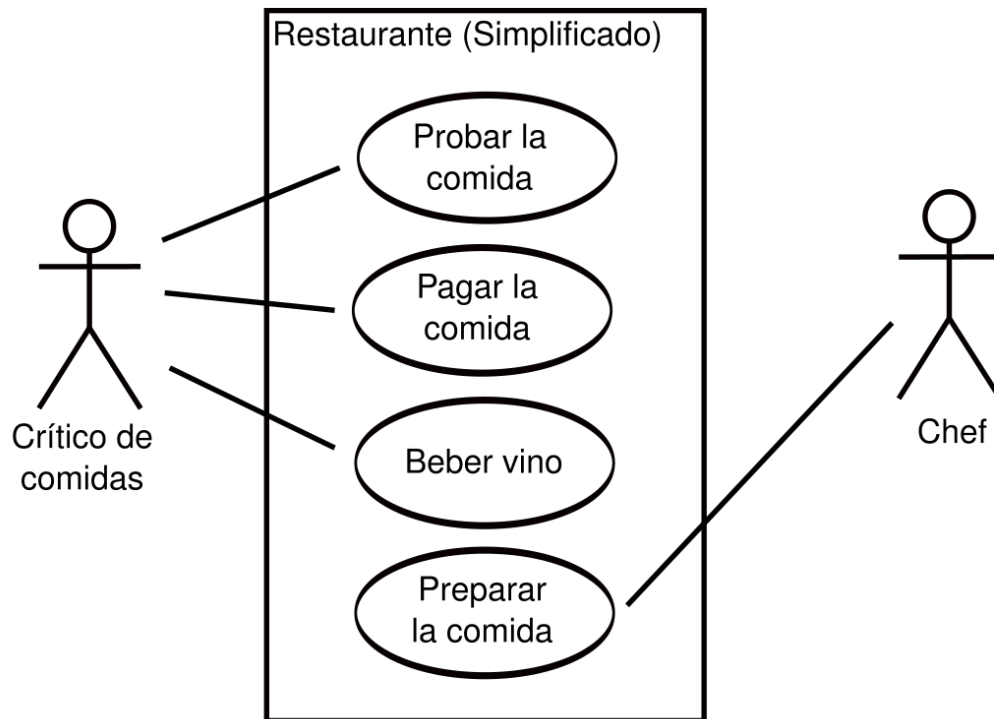 Restaurante (Simplificado)
Probar la
comida
Pagar la
comida
Beber vino
Preparar
la comida
Crítico de
comidas
Chef